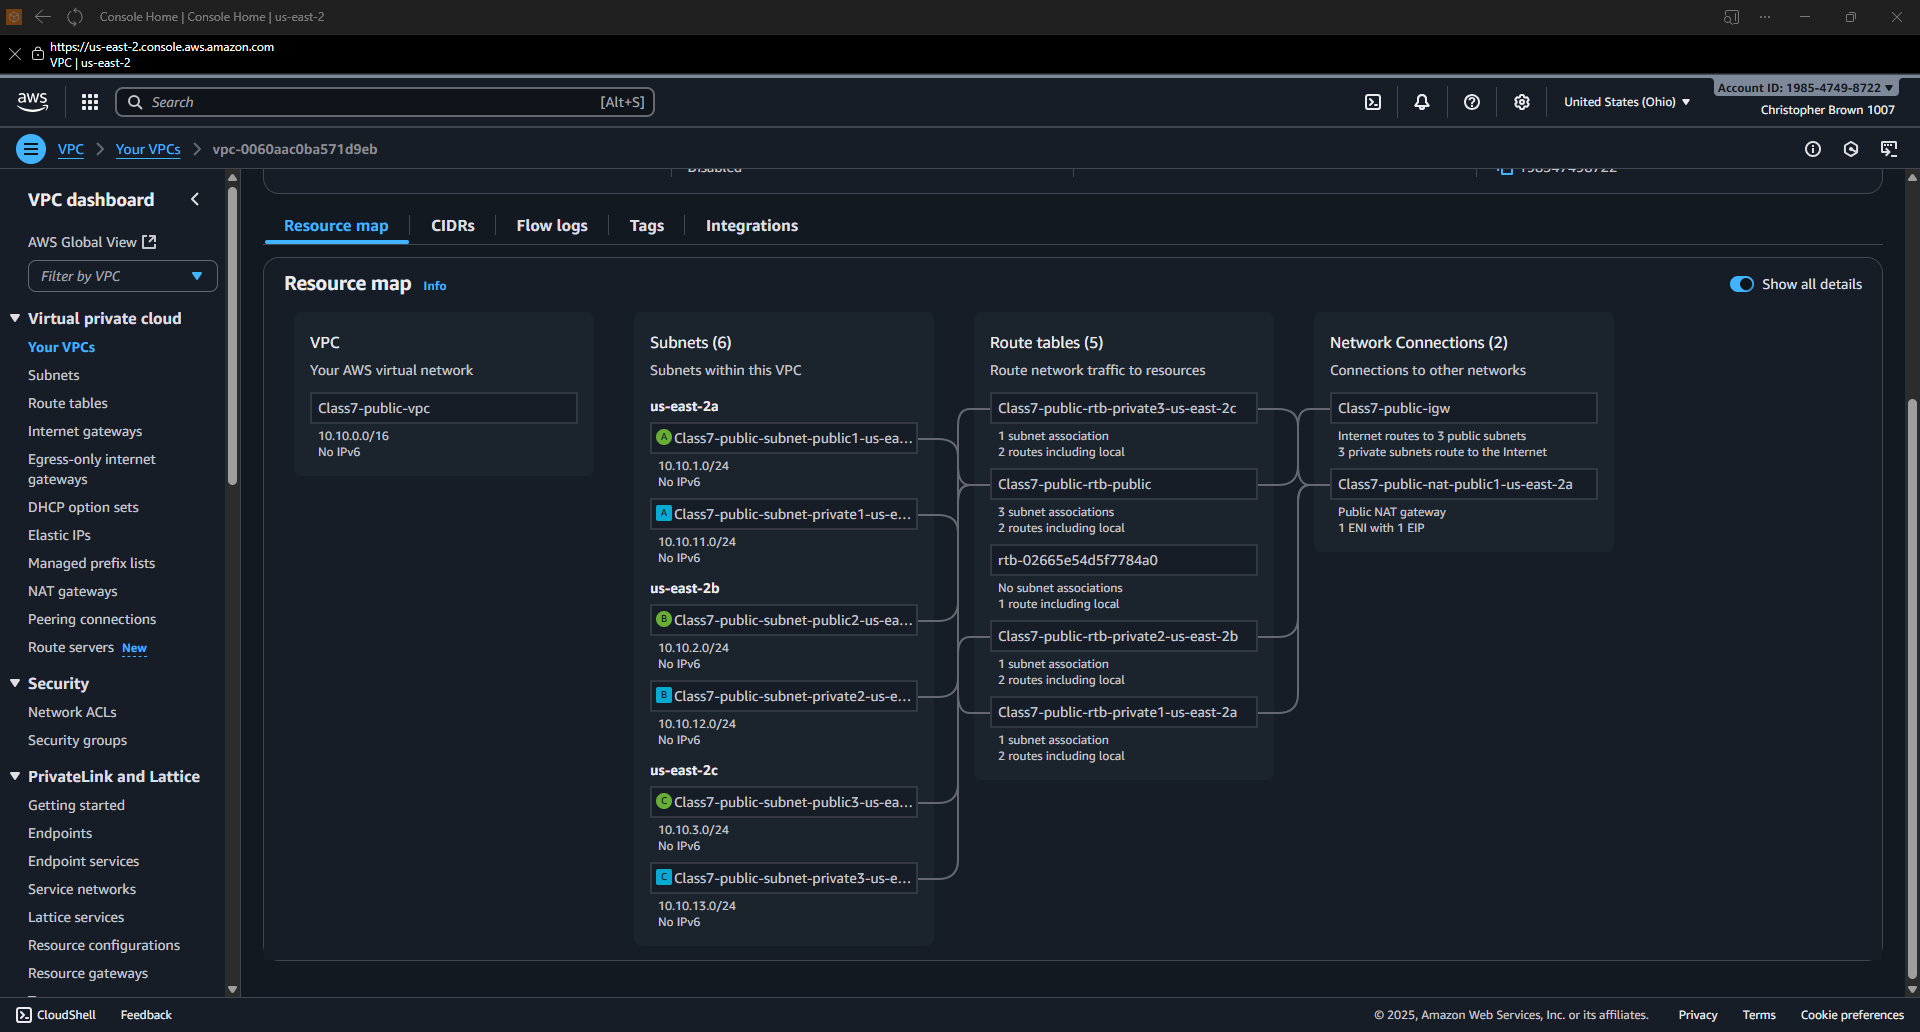 Console Home | Console Home | us-east-2
https://us-east-2.console.aws.amazon.com
VPC | us-east-2
aws
Search [Alt+S]
United States (Ohio)
Account ID: 1985-4749-8722
Christopher Brown 1007
VPC
Your VPCs
vpc-0060aac0ba571d9eb
VPC dashboard
AWS Global View
Filter by VPC
Virtual private cloud
Your VPCs
Subnets
Route tables
Internet gateways
Egress-only internet
gateways
DHCP option sets
Elastic IPs
Managed prefix lists
NAT gateways
Peering connections
Route servers New
Security
Network ACLs
Security groups
PrivateLink and Lattice
Getting started
Endpoints
Endpoint services
Service networks
Lattice services
Resource configurations
Resource gateways
Disabled
198547498722
Resource map
CIDRs
Flow logs
Tags
Integrations
Resource map Info
Show all details
VPC
Your AWS virtual network
Class7-public-vpc
10.10.0.0/16
No IPv6
Subnets (6)
Subnets within this VPC
us-east-2a
A Class7-public-subnet-public1-us-ea...
10.10.1.0/24
No IPv6
A Class7-public-subnet-private1-us-e...
10.10.11.0/24
No IPv6
us-east-2b
B Class7-public-subnet-public2-us-ea...
10.10.2.0/24
No IPv6
B Class7-public-subnet-private2-us-e...
10.10.12.0/24
No IPv6
us-east-2c
C Class7-public-subnet-public3-us-ea...
10.10.3.0/24
No IPv6
C Class7-public-subnet-private3-us-e...
10.10.13.0/24
No IPv6
Route tables (5)
Route network traffic to resources
Class7-public-rtb-private3-us-east-2c
1 subnet association
2 routes including local
Class7-public-rtb-public
3 subnet associations
2 routes including local
rtb-02665e54d5f7784a0
No subnet associations
1 route including local
Class7-public-rtb-private2-us-east-2b
1 subnet association
2 routes including local
Class7-public-rtb-private1-us-east-2a
1 subnet association
2 routes including local
Network Connections (2)
Connections to other networks
Class7-public-igw
Internet routes to 3 public subnets
3 private subnets route to the Internet
Class7-public-nat-public1-us-east-2a
Public NAT gateway
1 ENI with 1 EIP
CloudShell
Feedback
© 2025, Amazon Web Services, Inc. or its affiliates.
Privacy
Terms
Cookie preferences